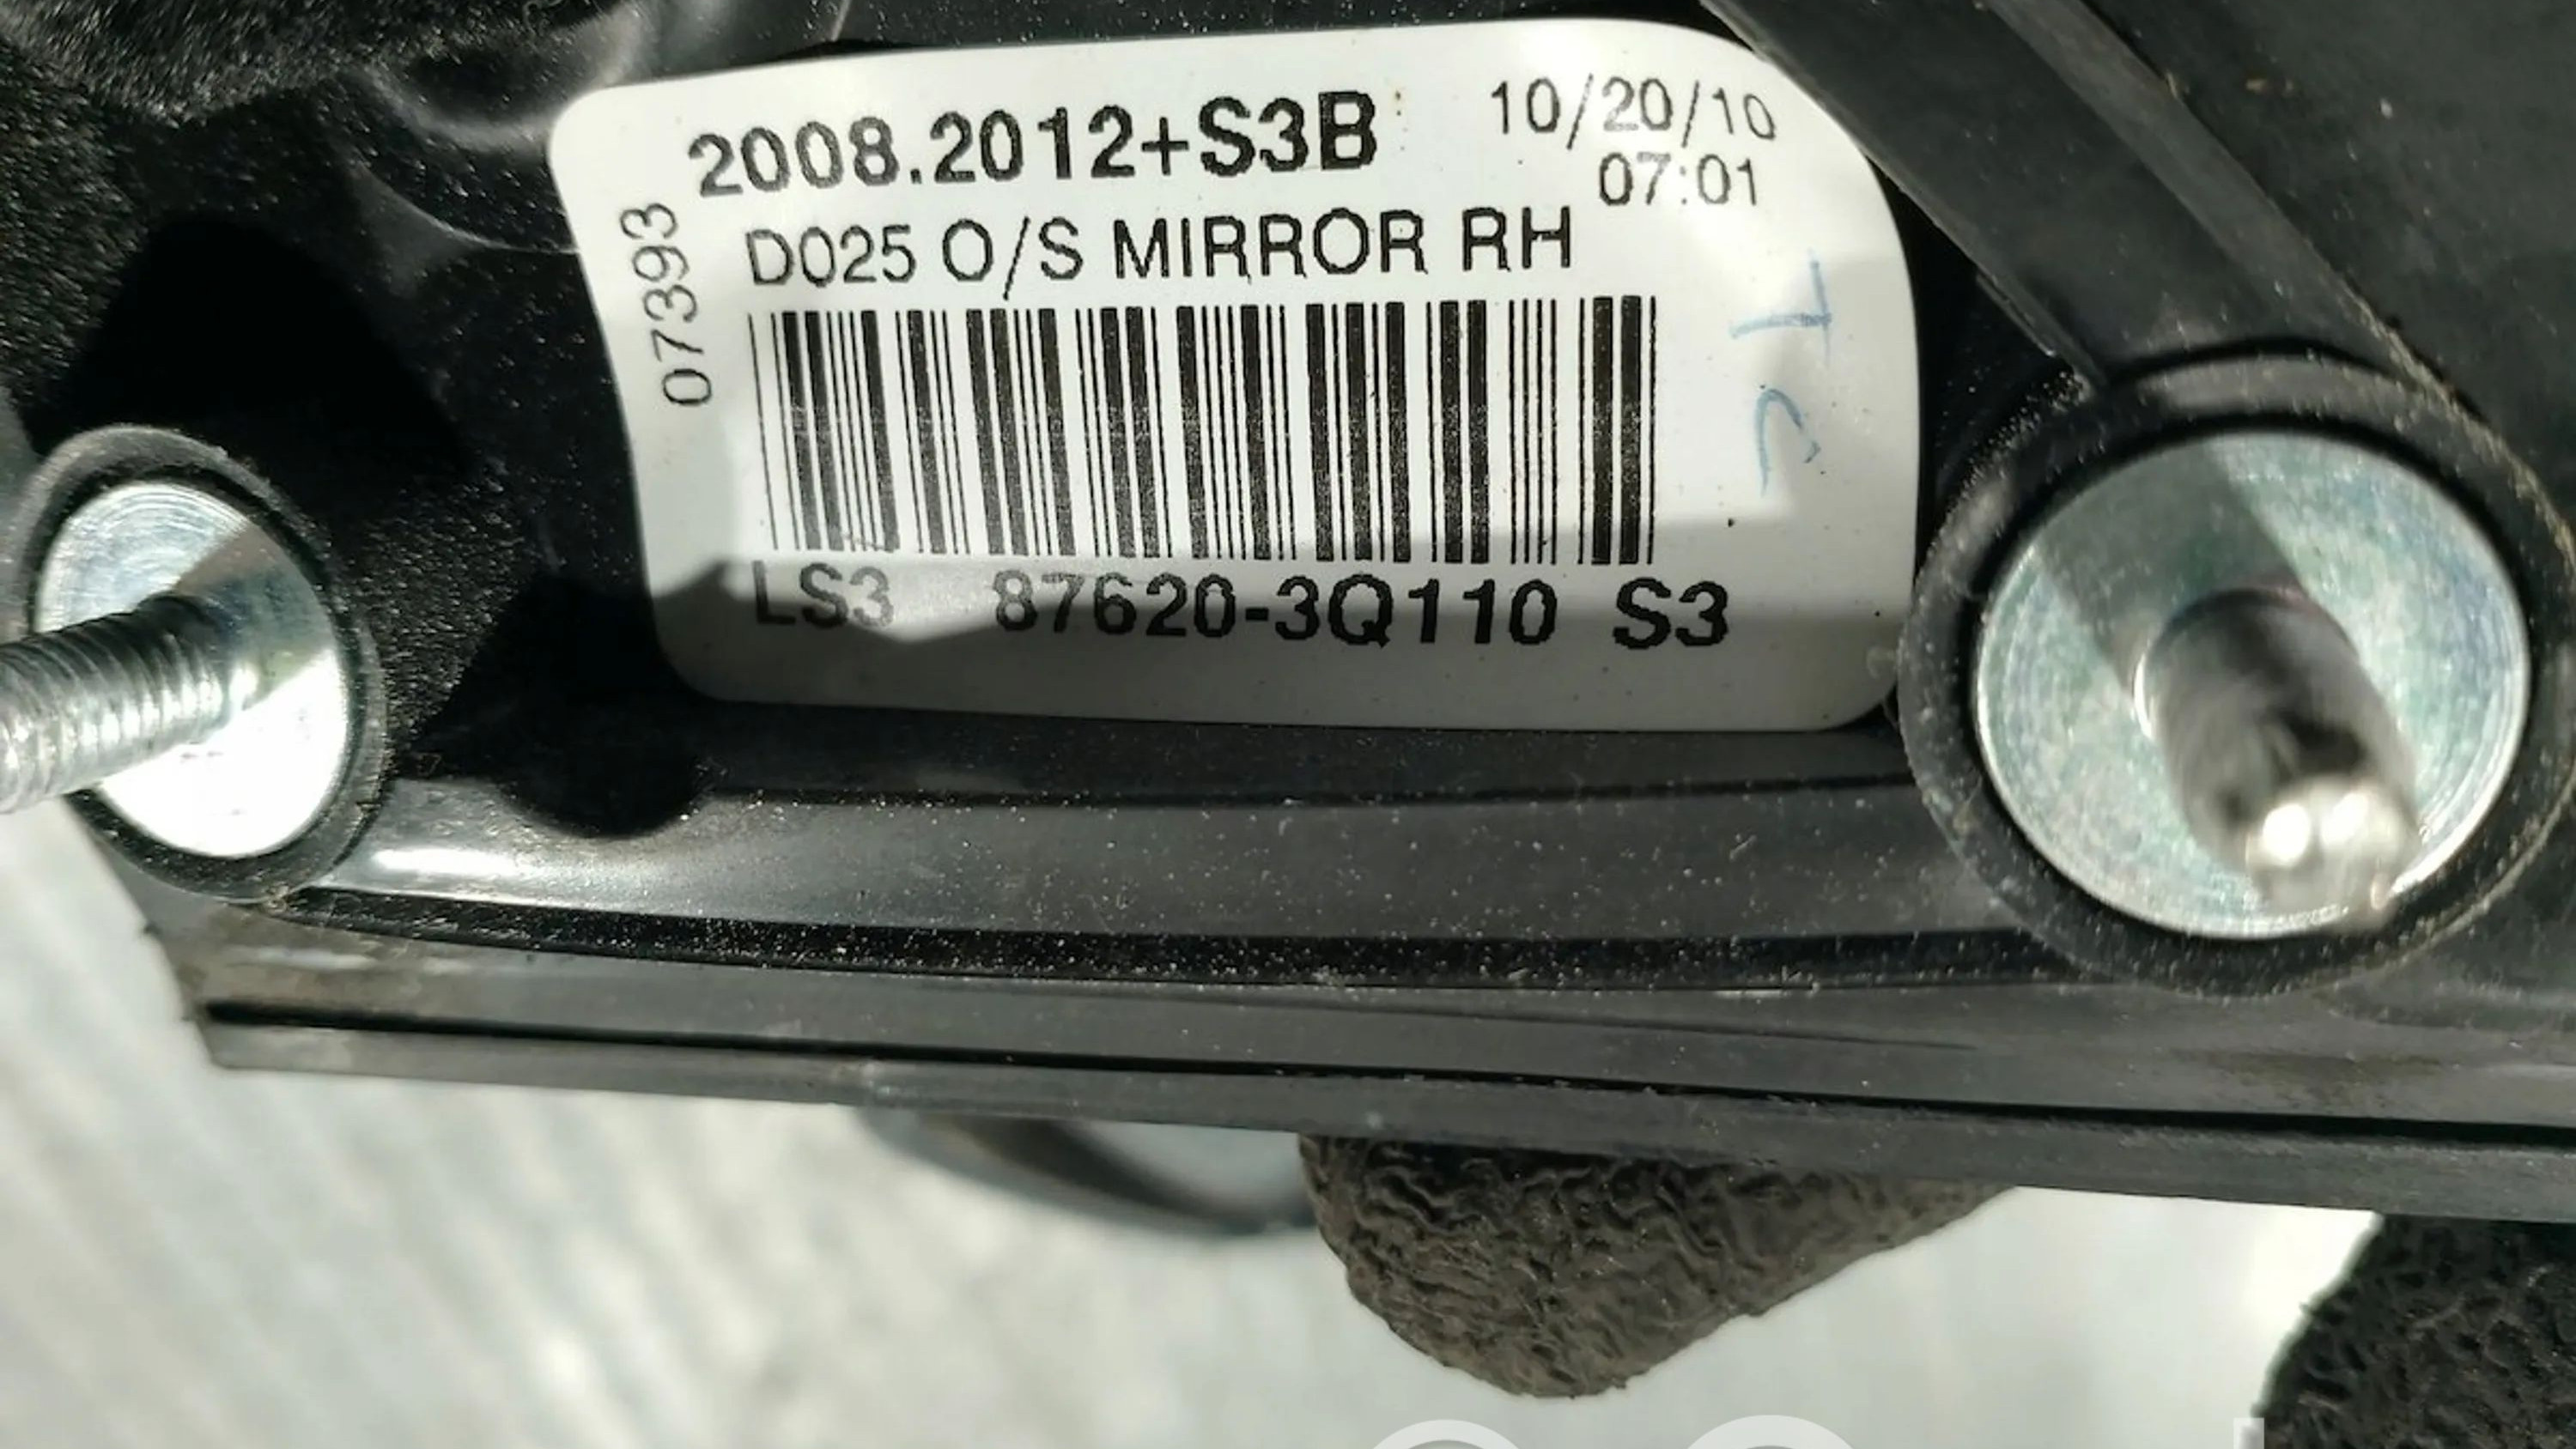 2008.2012+S3B
10/20/10
07:01
D025 O/S MIRROR RH
07393
LS3 87620-3Q110 S3